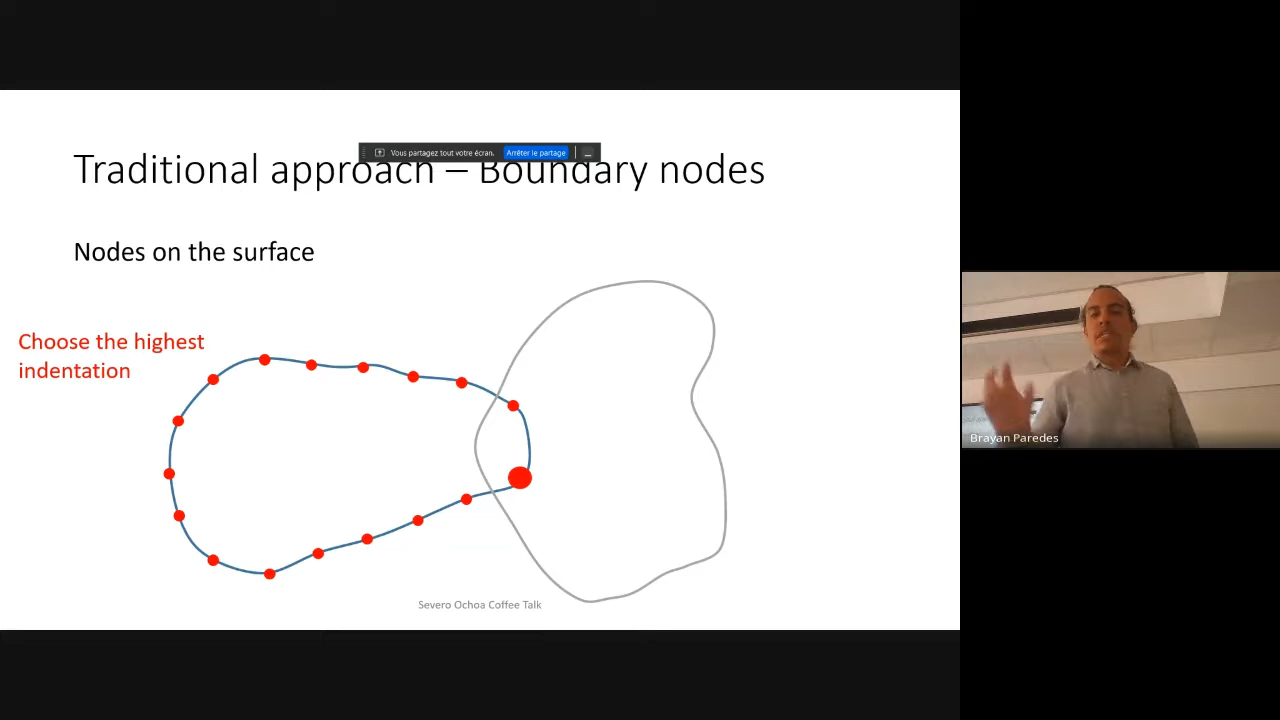 Vous partagez tout votre écran.
Arrêter le partage
Traditional approach – Boundary nodes
Nodes on the surface
Choose the highest
indentation
Severo Ochoa Coffee Talk
Brayan Paredes